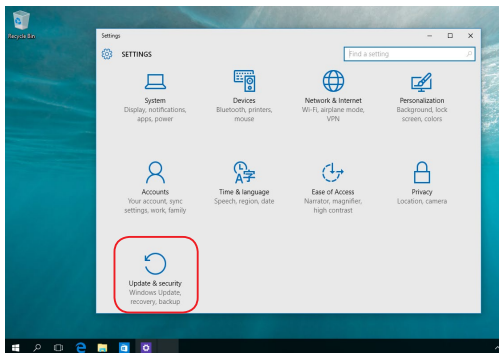 Recycle Bin
Settings
SETTINGS
Find a setting
System
Display, notifications,
apps, power
Devices
Bluetooth, printers,
mouse
Network & Internet
Wi-Fi, airplane mode,
VPN
Personalization
Background, lock
screen, colors
Accounts
Your account, sync
settings, work, family
Time & language
Speech, region, date
Ease of Access
Narrator, magnifier,
high contrast
Privacy
Location, camera
Update & security
Windows Update,
recovery, backup